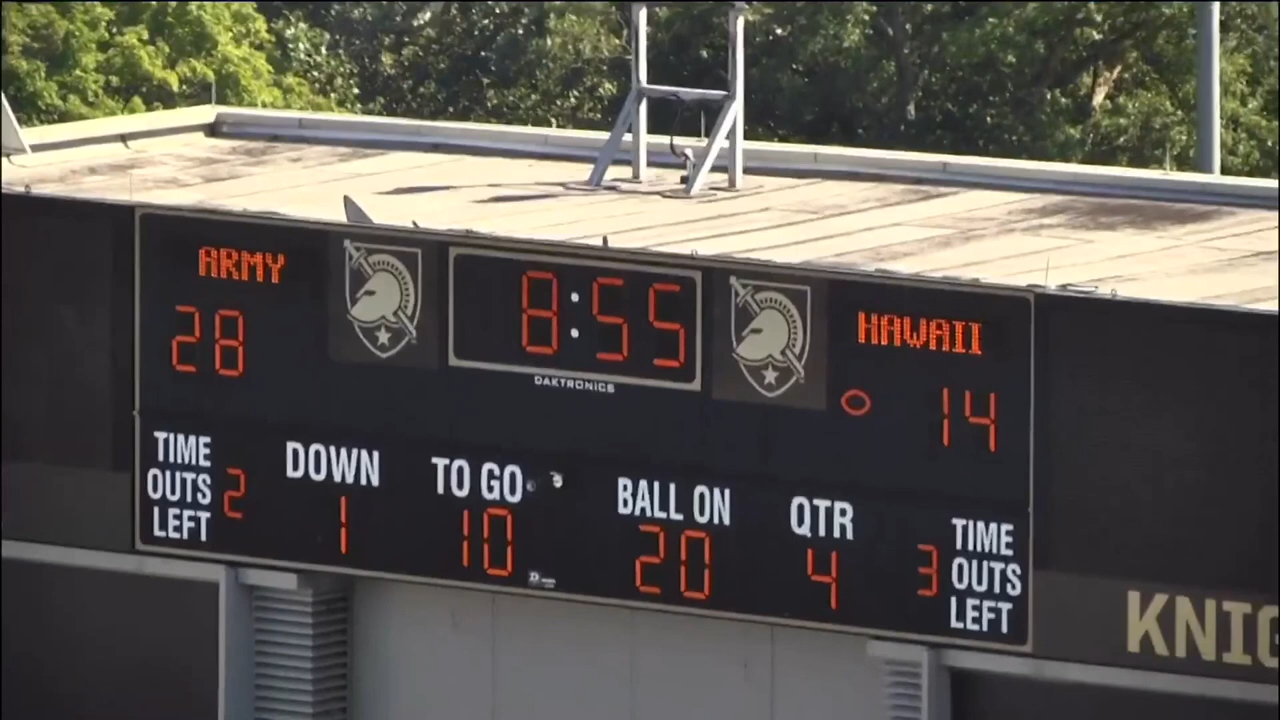 ARMY
28
8:55
DAKTRONICS
HAWAII
14
TIME
OUTS
LEFT
2
DOWN
1
TO GO
10
BALL ON
20
QTR
4
3
TIME
OUTS
LEFT
KNIG